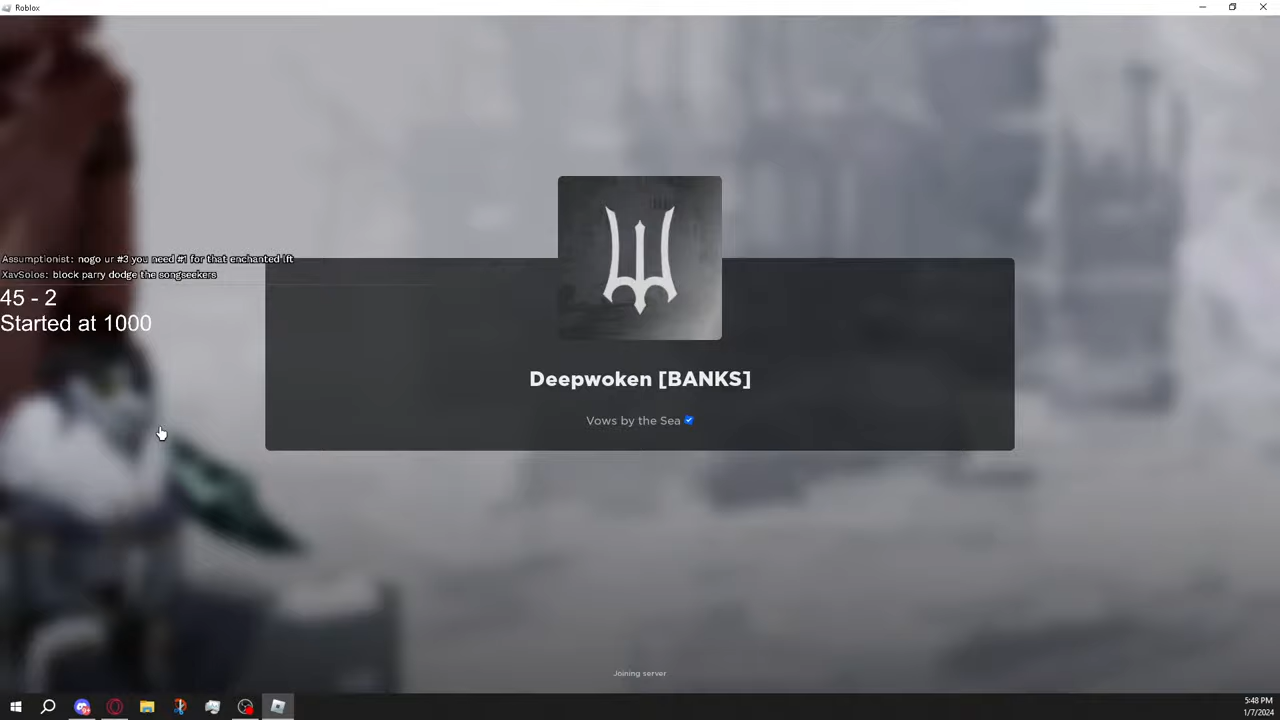 Roblox
Assumptionist: nogo ur #3 you need #1 for that enchanted lft
XavSolos: block parry dodge the songseekers
45 - 2
Started at 1000
Deepwoken [BANKS]
Vows by the Sea
Joining server
5:48 PM
1/7/2024